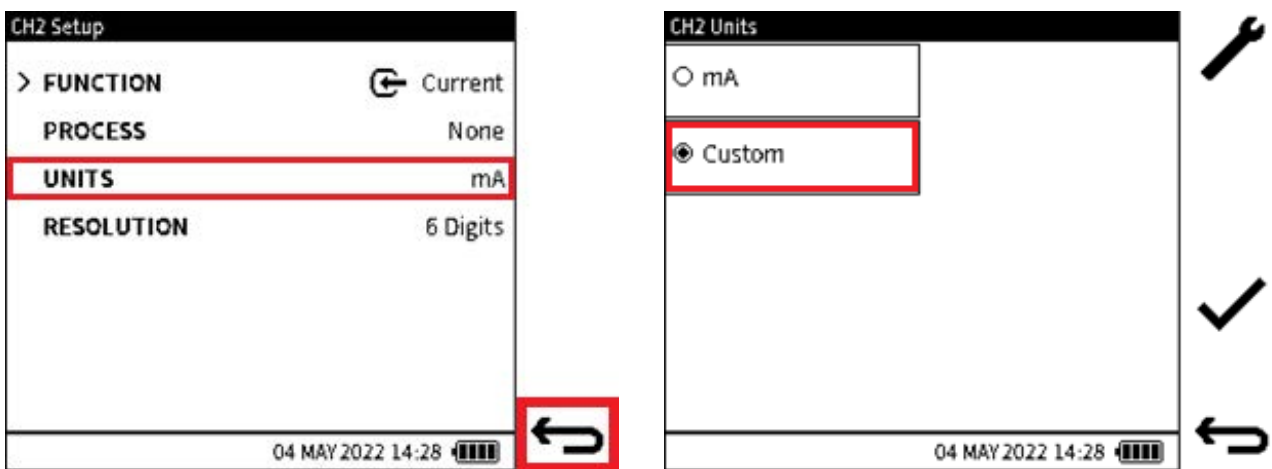 CH2 Setup
> FUNCTION Current
PROCESS None
UNITS mA
RESOLUTION 6 Digits
04 MAY 2022 14:28
CH2 Units
mA
Custom
04 MAY 2022 14:28